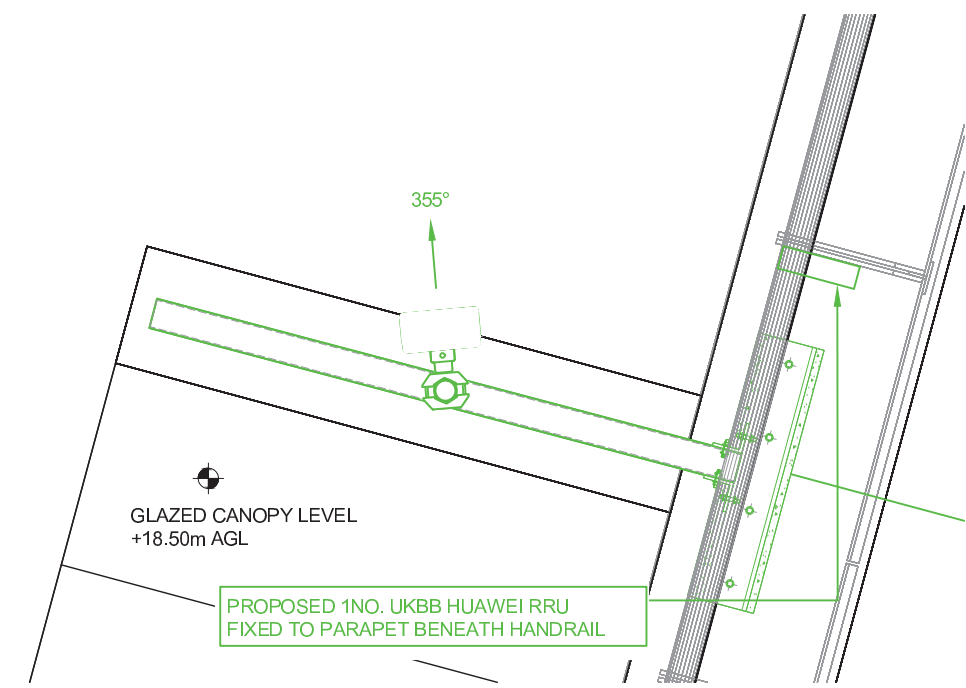 355°
GLAZED CANOPY LEVEL
+18.50m AGL
PROPOSED 1NO. UKBB HUAWEI RRU
FIXED TO PARAPET BENEATH HANDRAIL